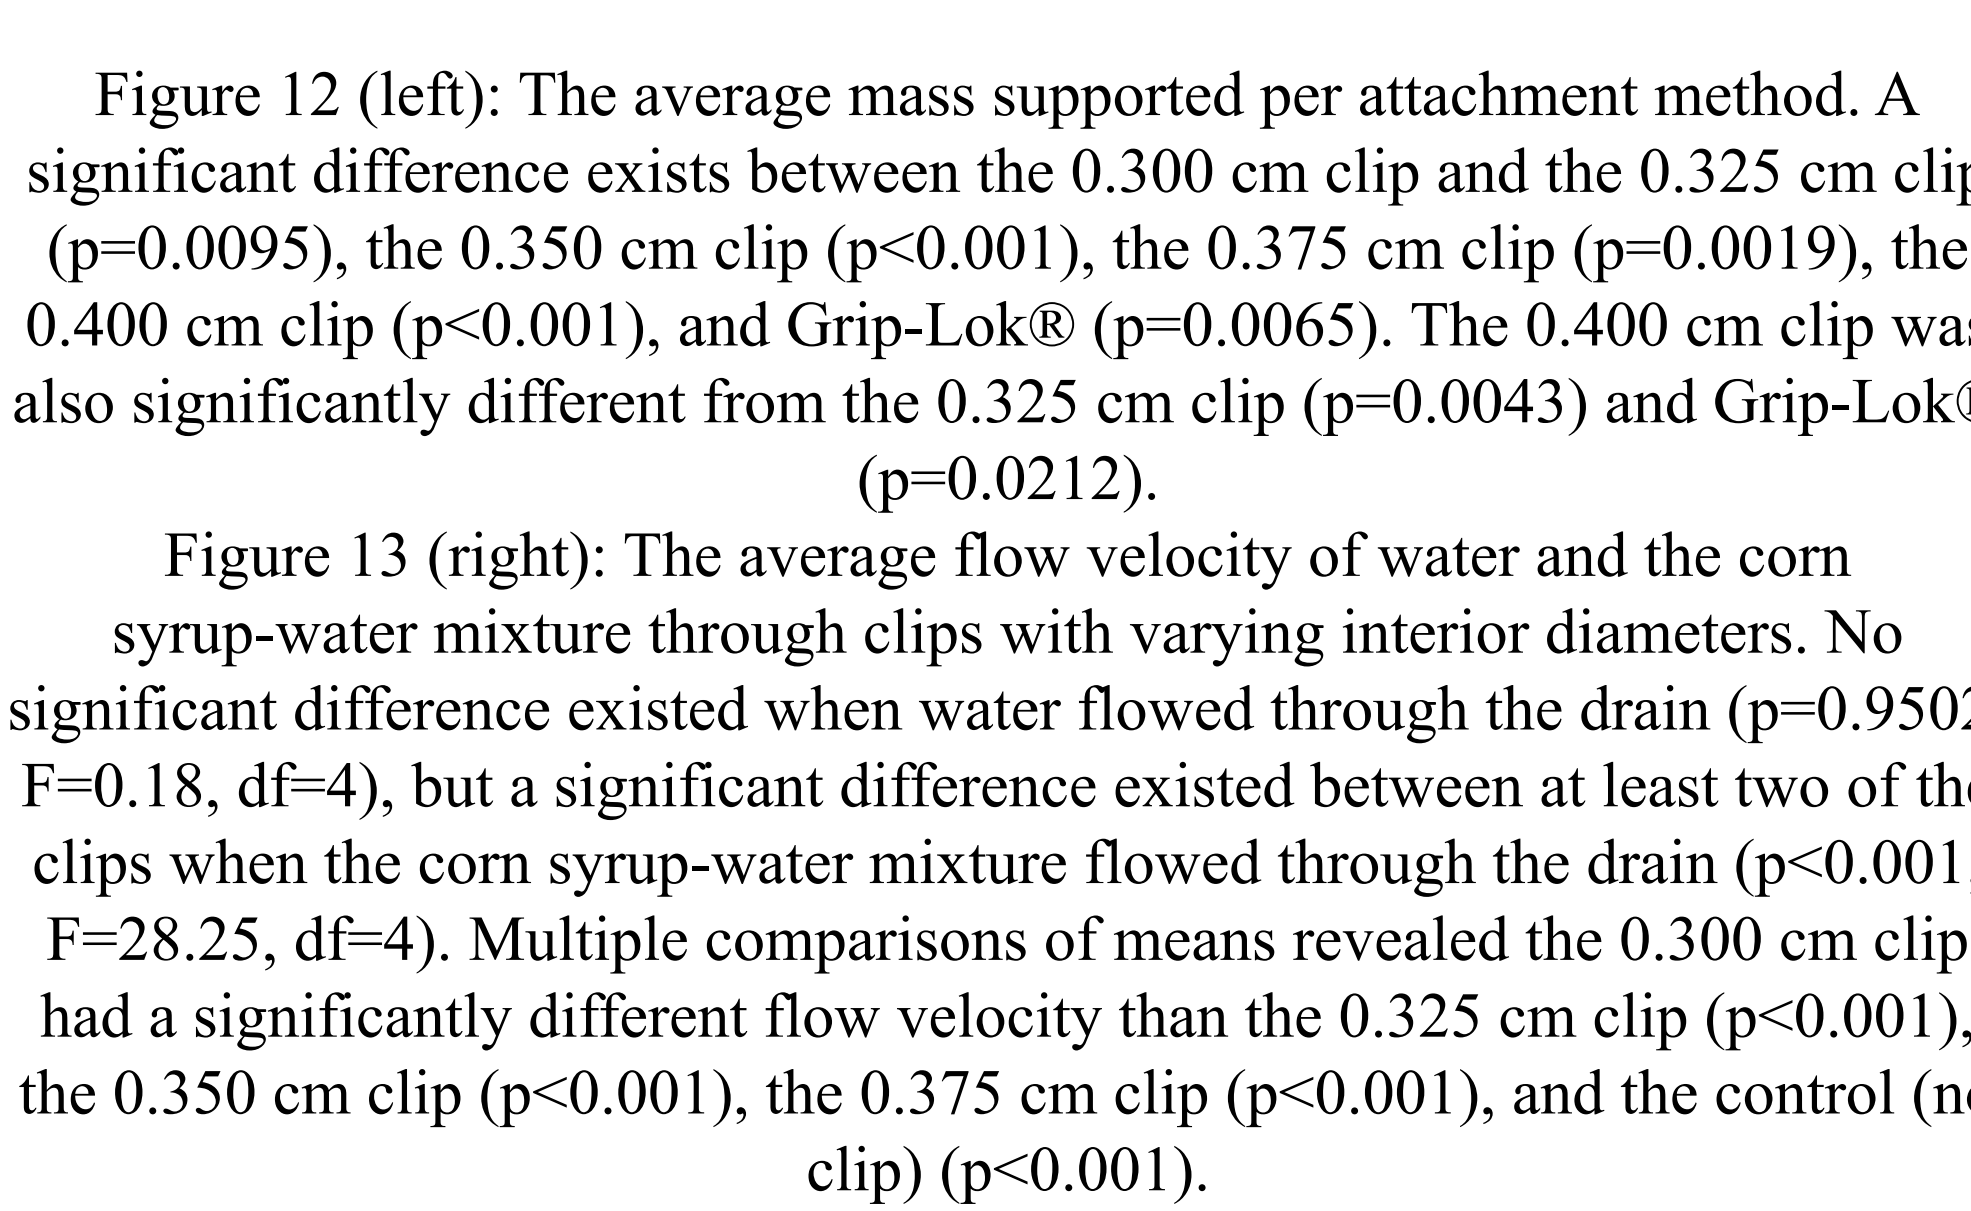 Figure 12 (left): The average mass supported per attachment method. A
significant difference exists between the 0.300 cm clip and the 0.325 cm clip
(p=0.0095), the 0.350 cm clip (p<0.001), the 0.375 cm clip (p=0.0019), the
0.400 cm clip (p<0.001), and Grip-Lok® (p=0.0065). The 0.400 cm clip was
also significantly different from the 0.325 cm clip (p=0.0043) and Grip-Lok®
(p=0.0212).
Figure 13 (right): The average flow velocity of water and the corn
syrup-water mixture through clips with varying interior diameters. No
significant difference existed when water flowed through the drain (p=0.9502
F=0.18, df=4), but a significant difference existed between at least two of the
clips when the corn syrup-water mixture flowed through the drain (p<0.001,
F=28.25, df=4). Multiple comparisons of means revealed the 0.300 cm clip
had a significantly different flow velocity than the 0.325 cm clip (p<0.001),
the 0.350 cm clip (p<0.001), the 0.375 cm clip (p<0.001), and the control (no
clip) (p<0.001).